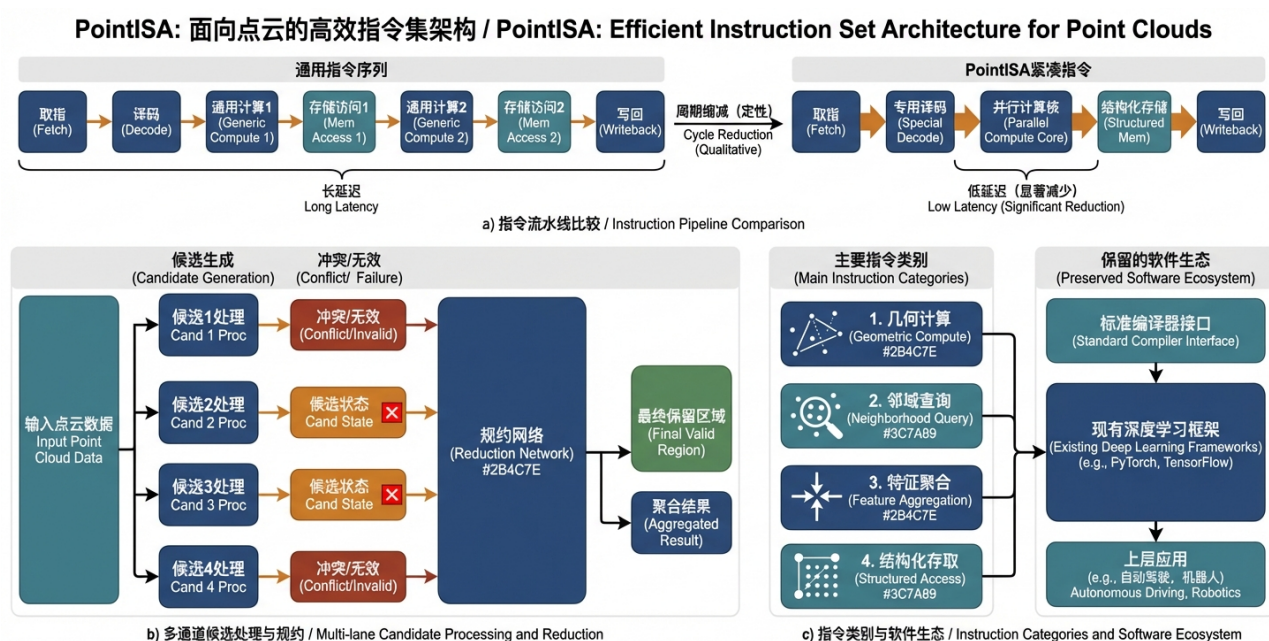 PointISA: 面向点云的高效指令集架构 / PointISA: Efficient Instruction Set Architecture for Point Clouds
通用指令序列
取指
(Fetch)
译码
(Decode)
通用计算1
(Generic
Compute 1)
存储访问1
(Mem
Access 1)
通用计算2
(Generic
Compute 2)
存储访问2
(Mem
Access 2)
写回
(Writeback)
长延迟
Long Latency
周期缩减（定性）
Cycle Reduction
(Qualitative)
PointISA紧凑指令
取指
(Fetch)
专用译码
(Special
Decode)
并行计算核
(Parallel
Compute Core)
结构化存储
(Structured
Mem)
写回
(Writeback)
低延迟（显著减少）
Low Latency (Significant Reduction)
a) 指令流水线比较 / Instruction Pipeline Comparison
候选生成
(Candidate Generation)
冲突/无效
(Conflict/ Failure)
输入点云数据
Input Point
Cloud Data
候选1处理
Cand 1 Proc
冲突/无效
(Conflict/Invalid)
候选2处理
Cand 2 Proc
候选状态
Cand State
候选3处理
Cand 3 Proc
候选状态
Cand State
候选4处理
Cand 4 Proc
冲突/无效
(Conflict/Invalid)
规约网络
(Reduction Network)
#2B4C7E
最终保留区域
(Final Valid
Region)
聚合结果
(Aggregated
Result)
b) 多通道候选处理与规约 / Multi-lane Candidate Processing and Reduction
主要指令类别
(Main Instruction Categories)
1. 几何计算
(Geometric Compute)
#2B4C7E
2. 邻域查询
(Neighborhood Query)
#3C7A89
3. 特征聚合
(Feature Aggregation)
#2B4C7E
4. 结构化存取
(Structured Access)
#3C7A89
保留的软件生态
(Preserved Software Ecosystem)
标准编译器接口
(Standard Compiler Interface)
现有深度学习框架
(Existing Deep Learning Frameworks)
(e.g., PyTorch, TensorFlow)
上层应用
(e.g., 自动驾驶, 机器人)
Autonomous Driving, Robotics
c) 指令类别与软件生态 / Instruction Categories and Software Ecosystem